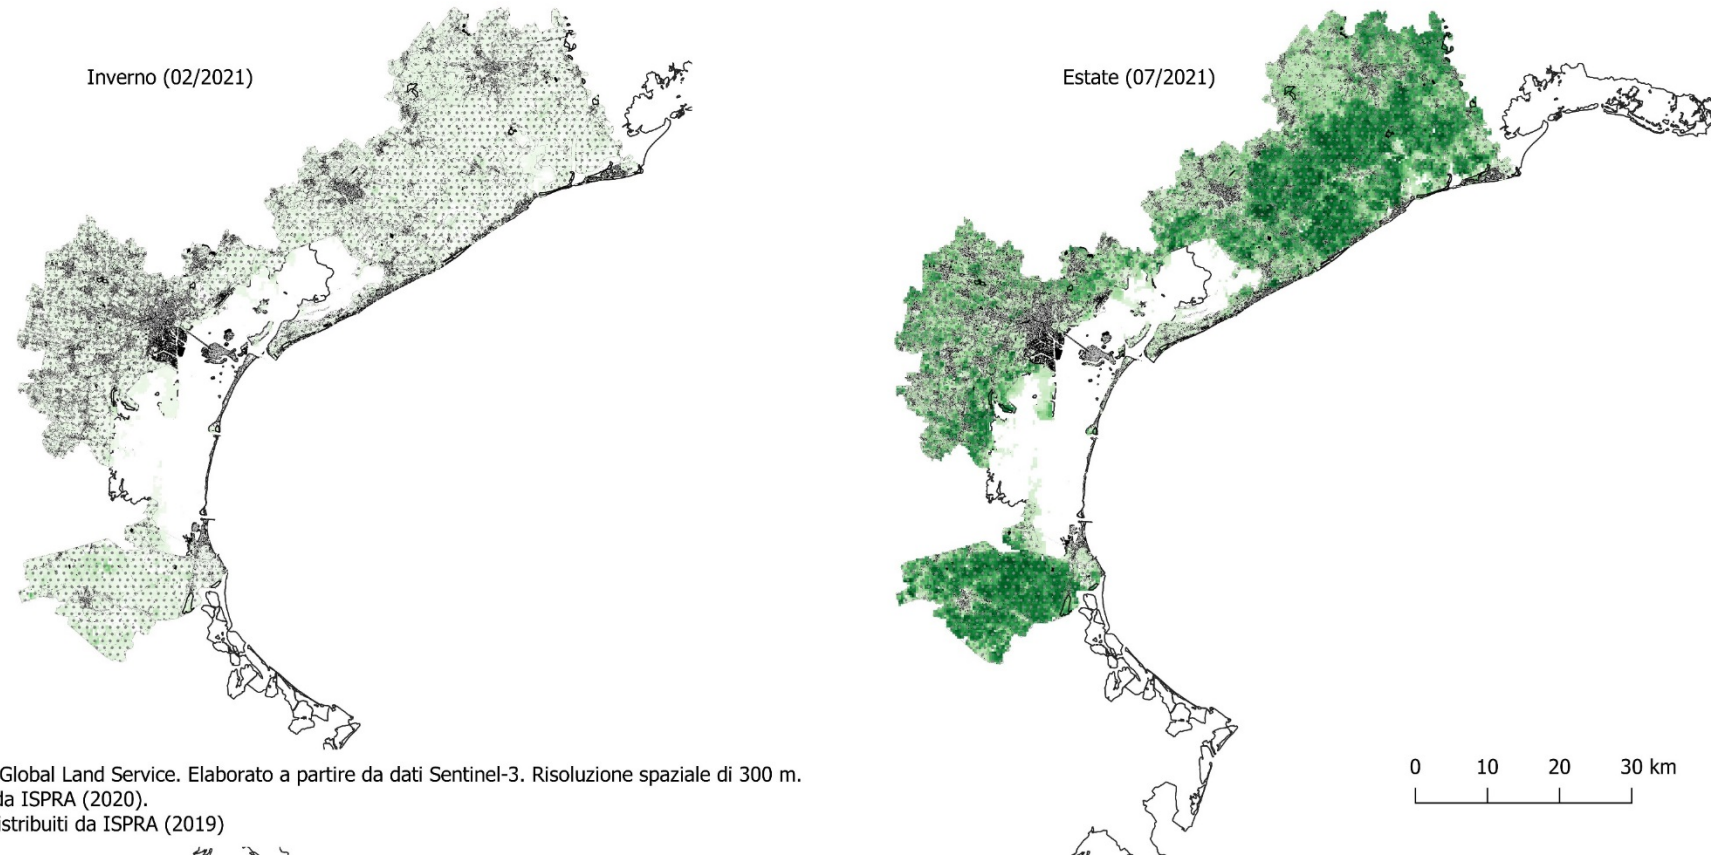 Inverno (02/2021)
Estate (07/2021)
Global Land Service. Elaborato a partire da dati Sentinel-3. Risoluzione spaziale di 300 m.
da ISPRA (2020).
istribuiti da ISPRA (2019)
0 10 20 30 km